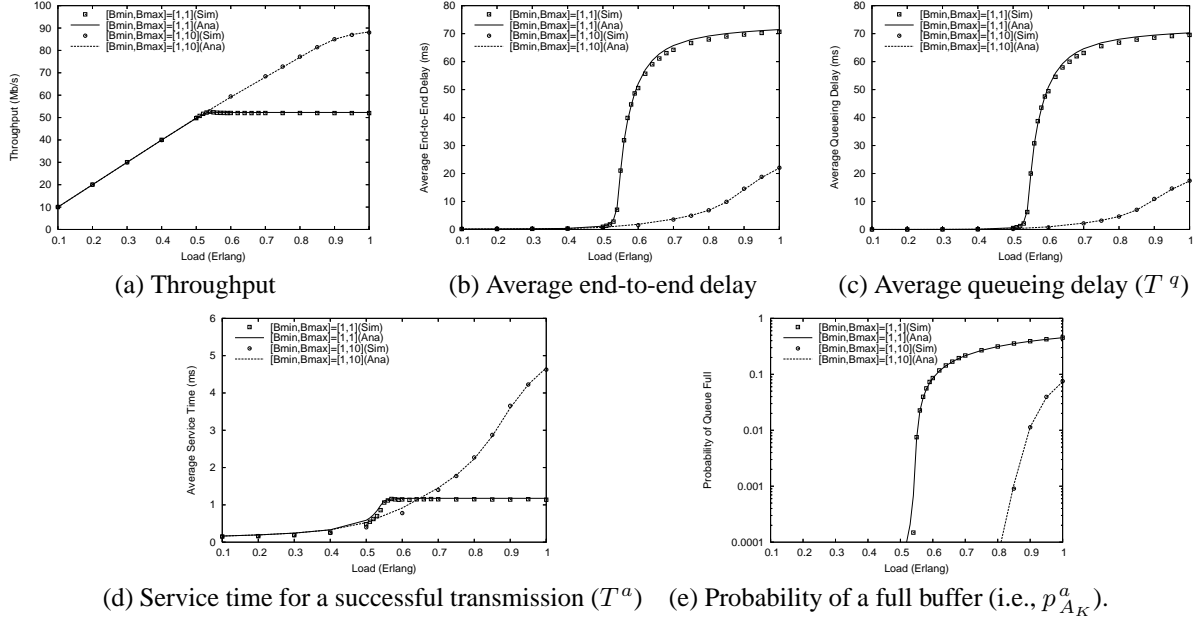 [Bmin,Bmax]=[1,1](Sim)
[Bmin,Bmax]=[1,1](Ana)
[Bmin,Bmax]=[1,10](Sim)
[Bmin,Bmax]=[1,10](Ana)
Throughput (Mb/s)
100
90
80
70
60
50
40
30
20
10
0
0.1 0.2 0.3 0.4 0.5 0.6 0.7 0.8 0.9 1
Load (Erlang)
(a) Throughput
[Bmin,Bmax]=[1,1](Sim)
[Bmin,Bmax]=[1,1](Ana)
[Bmin,Bmax]=[1,10](Sim)
[Bmin,Bmax]=[1,10](Ana)
Average End-to-End Delay (ms)
80
70
60
50
40
30
20
10
0
0.1 0.2 0.3 0.4 0.5 0.6 0.7 0.8 0.9 1
Load (Erlang)
(b) Average end-to-end delay
[Bmin,Bmax]=[1,1](Sim)
[Bmin,Bmax]=[1,1](Ana)
[Bmin,Bmax]=[1,10](Sim)
[Bmin,Bmax]=[1,10](Ana)
Average Queueing Delay (ms)
80
70
60
50
40
30
20
10
0
0.1 0.2 0.3 0.4 0.5 0.6 0.7 0.8 0.9 1
Load (Erlang)
(c) Average queueing delay (T^q)
[Bmin,Bmax]=[1,1](Sim)
[Bmin,Bmax]=[1,1](Ana)
[Bmin,Bmax]=[1,10](Sim)
[Bmin,Bmax]=[1,10](Ana)
Average Service Time (ms)
6
5
4
3
2
1
0
0.1 0.2 0.3 0.4 0.5 0.6 0.7 0.8 0.9 1
Load (Erlang)
(d) Service time for a successful transmission (T^a)
[Bmin,Bmax]=[1,1](Sim)
[Bmin,Bmax]=[1,1](Ana)
[Bmin,Bmax]=[1,10](Sim)
[Bmin,Bmax]=[1,10](Ana)
Probability of Queue Full
1
0.1
0.01
0.001
0.0001
0.1 0.2 0.3 0.4 0.5 0.6 0.7 0.8 0.9 1
Load (Erlang)
(e) Probability of a full buffer (i.e., p^a_{A_K}).